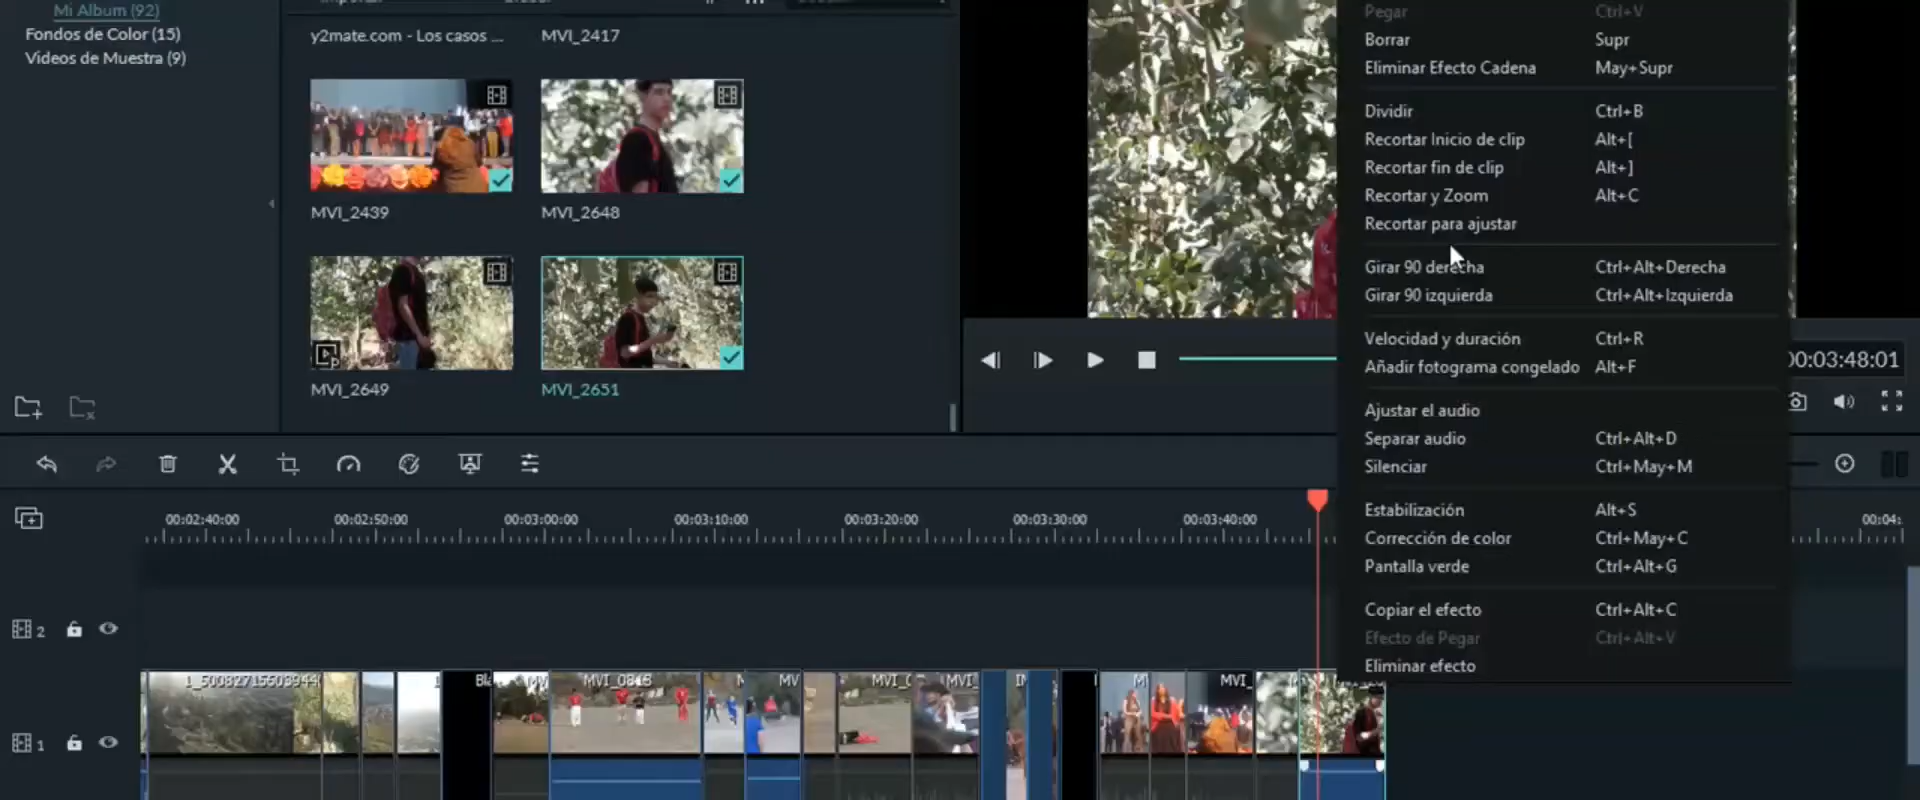 Mi Album (92)
Fondos de Color (15)
Videos de Muestra (9)
y2mate.com - Los casos ...
MVI_2417
MVI_2439
MVI_2648
MVI_2649
MVI_2651
Pegar Ctrl+V
Borrar Supr
Eliminar Efecto Cadena May+Supr
Dividir Ctrl+B
Recortar Inicio de clip Alt+[
Recortar fin de clip Alt+]
Recortar y Zoom Alt+C
Recortar para ajustar
Girar 90 derecha Ctrl+Alt+Derecha
Girar 90 izquierda Ctrl+Alt+Izquierda
Velocidad y duración Ctrl+R
Añadir fotograma congelado Alt+F
Ajustar el audio
Separar audio Ctrl+Alt+D
Silenciar Ctrl+May+M
Estabilización Alt+S
Corrección de color Ctrl+May+C
Pantalla verde Ctrl+Alt+G
Copiar el efecto Ctrl+Alt+C
Efecto de Pegar Ctrl+Alt+V
Eliminar efecto
00:03:48:01
00:02:40:00 00:02:50:00 00:03:00:00 00:03:10:00 00:03:20:00 00:03:30:00 00:03:40:00 00:04:
2
1
MVI_0815 MV MVI_ MVI_